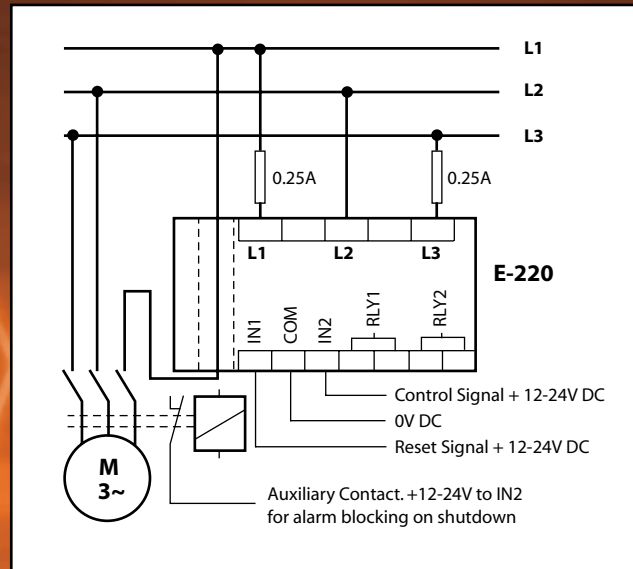 L1
L2
L3
0.25A
0.25A
L1
L2
L3
E-220
IN1
COM
IN2
RLY1
RLY2
Control Signal + 12-24V DC
0V DC
Reset Signal + 12-24V DC
M
3~
Auxiliary Contact. +12-24V to IN2
for alarm blocking on shutdown